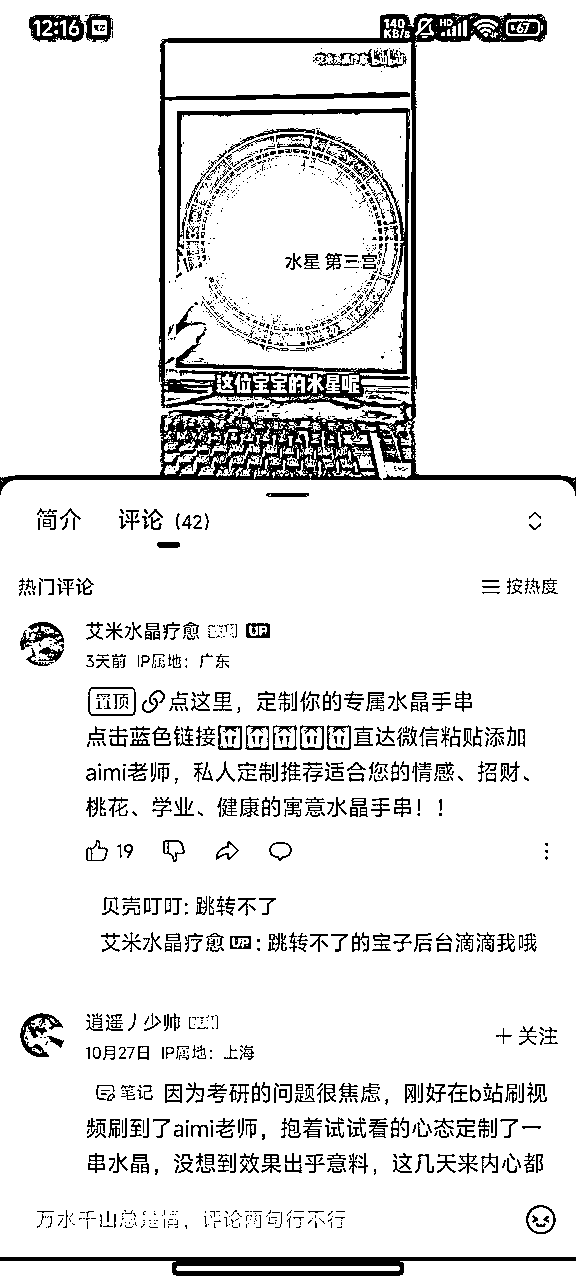 12:16
140 KB/s
HD
67
水星 第三宫
这位宝宝的水星呢
简介 评论 (42)
热门评论
按热度
艾米水晶疗愈 UP
3天前 IP属地：广东
置顶 点这里，定制你的专属水晶手串
点击蓝色链接直达微信粘贴添加
aimi老师，私人定制推荐适合您的情感、招财、
桃花、学业、健康的寓意水晶手串！！
19
贝壳叮叮: 跳转不了
艾米水晶疗愈 UP : 跳转不了的宝子后台滴滴我哦
逍遥丿少帅
+ 关注
10月27日 IP属地：上海
笔记 因为考研的问题很焦虑，刚好在b站刷视
频刷到了aimi老师，抱着试试看的心态定制了一
串水晶，没想到效果出乎意料，这几天来内心都
万水千山总是情，评论两句行不行